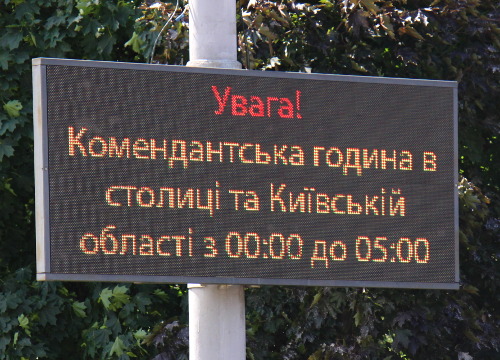 Увага!
Комендантська година в
столиці та Київській
області з 00:00 до 05:00